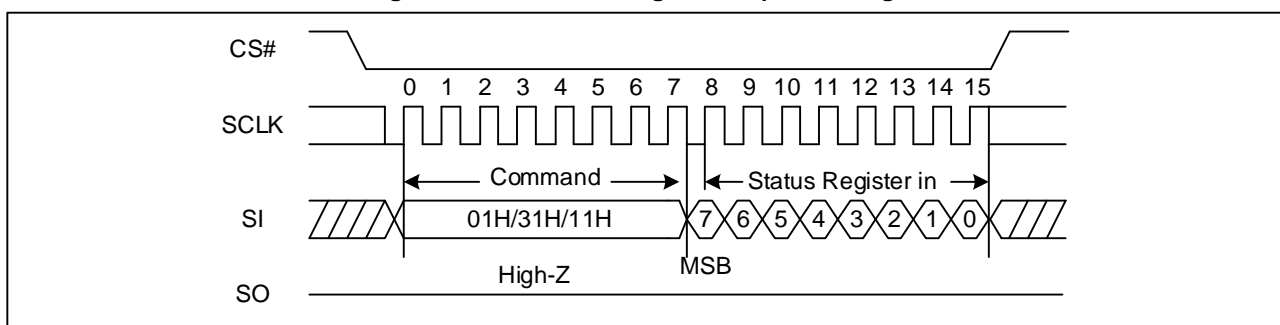 CS#
0 1 2 3 4 5 6 7 8 9 10 11 12 13 14 15
SCLK
Command Status Register in
SI 01H/31H/11H 7 6 5 4 3 2 1 0
High-Z MSB
SO